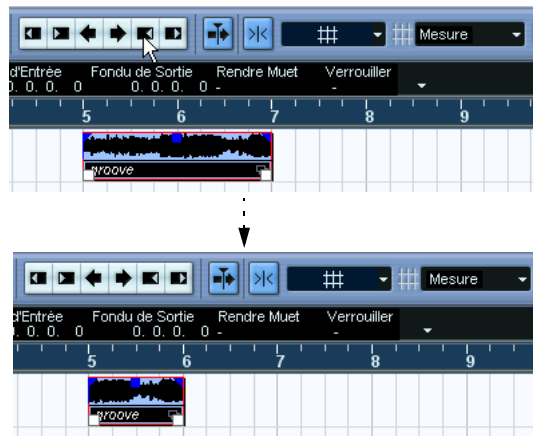 Mesure
d'Entrée Fondu de Sortie Rendre Muet Verrouiller
0. 0. 0. 0 0. 0. 0. 0 - -
5 6 7 8 9
groove
Mesure
d'Entrée Fondu de Sortie Rendre Muet Verrouiller
0. 0. 0. 0 0. 0. 0. 0 - -
5 6 7 8 9
groove